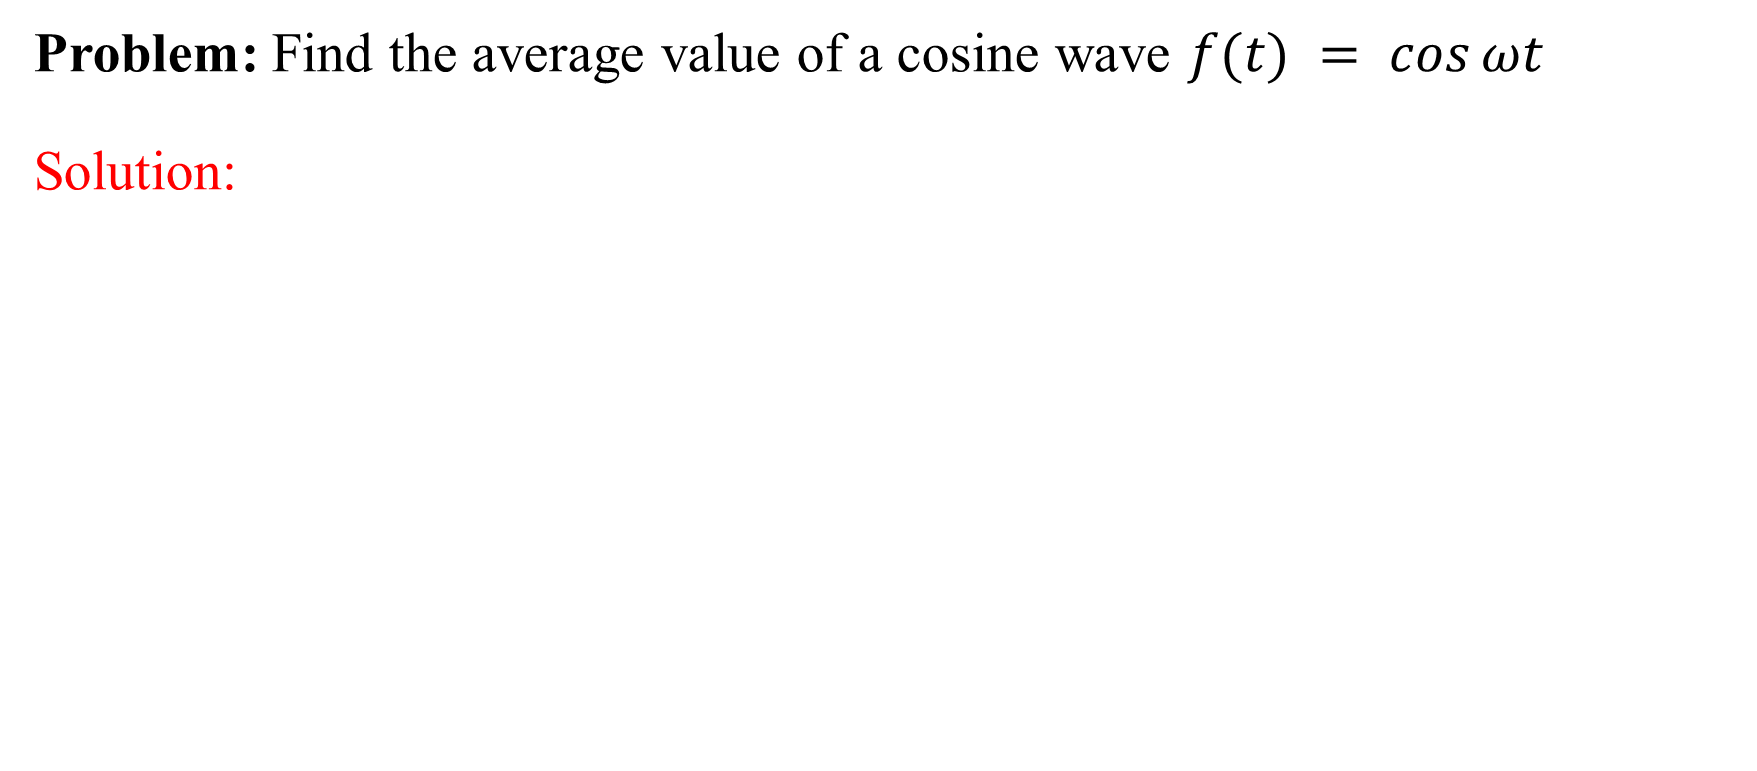 Problem: Find the average value of a cosine wave f(t) = cos ωt
Solution: